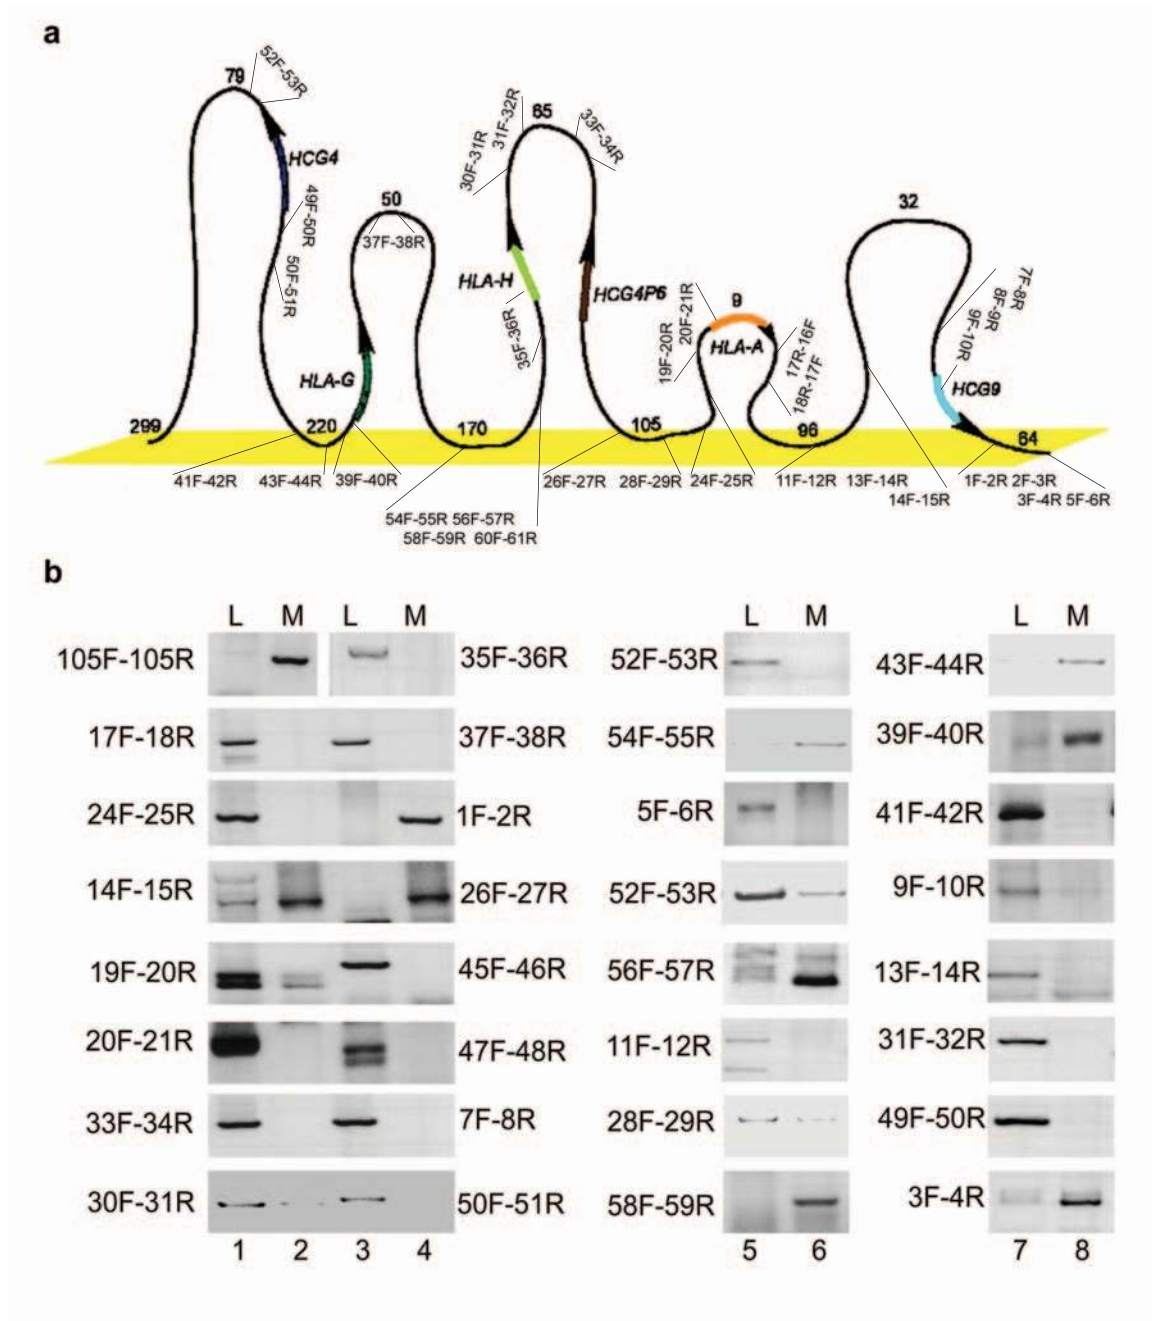 a
79
52F-53R
HCG4
49F-50R
50F-51R
50
37F-38R
HLA-G
30F-31R
31F-32R
65
33F-34R
HLA-H
35F-36R
HCG4P6
19F-20R
20F-21R
9
HLA-A
17R-16F
18R-17F
32
7F-8R
8F-9R
9F-10R
HCG9
299
220
170
105
96
64
41F-42R 43F-44R 39F-40R 26F-27R 28F-29R 24F-25R 11F-12R 13F-14R 1F-2R 2F-3R
14F-15R 3F-4R 5F-6R
54F-55R 56F-57R
58F-59R 60F-61R
b
L M L M L M L M
105F-105R 35F-36R 52F-53R 43F-44R
17F-18R 37F-38R 54F-55R 39F-40R
24F-25R 1F-2R 5F-6R 41F-42R
14F-15R 26F-27R 52F-53R 9F-10R
19F-20R 45F-46R 56F-57R 13F-14R
20F-21R 47F-48R 11F-12R 31F-32R
33F-34R 7F-8R 28F-29R 49F-50R
30F-31R 50F-51R 58F-59R 3F-4R
1 2 3 4 5 6 7 8